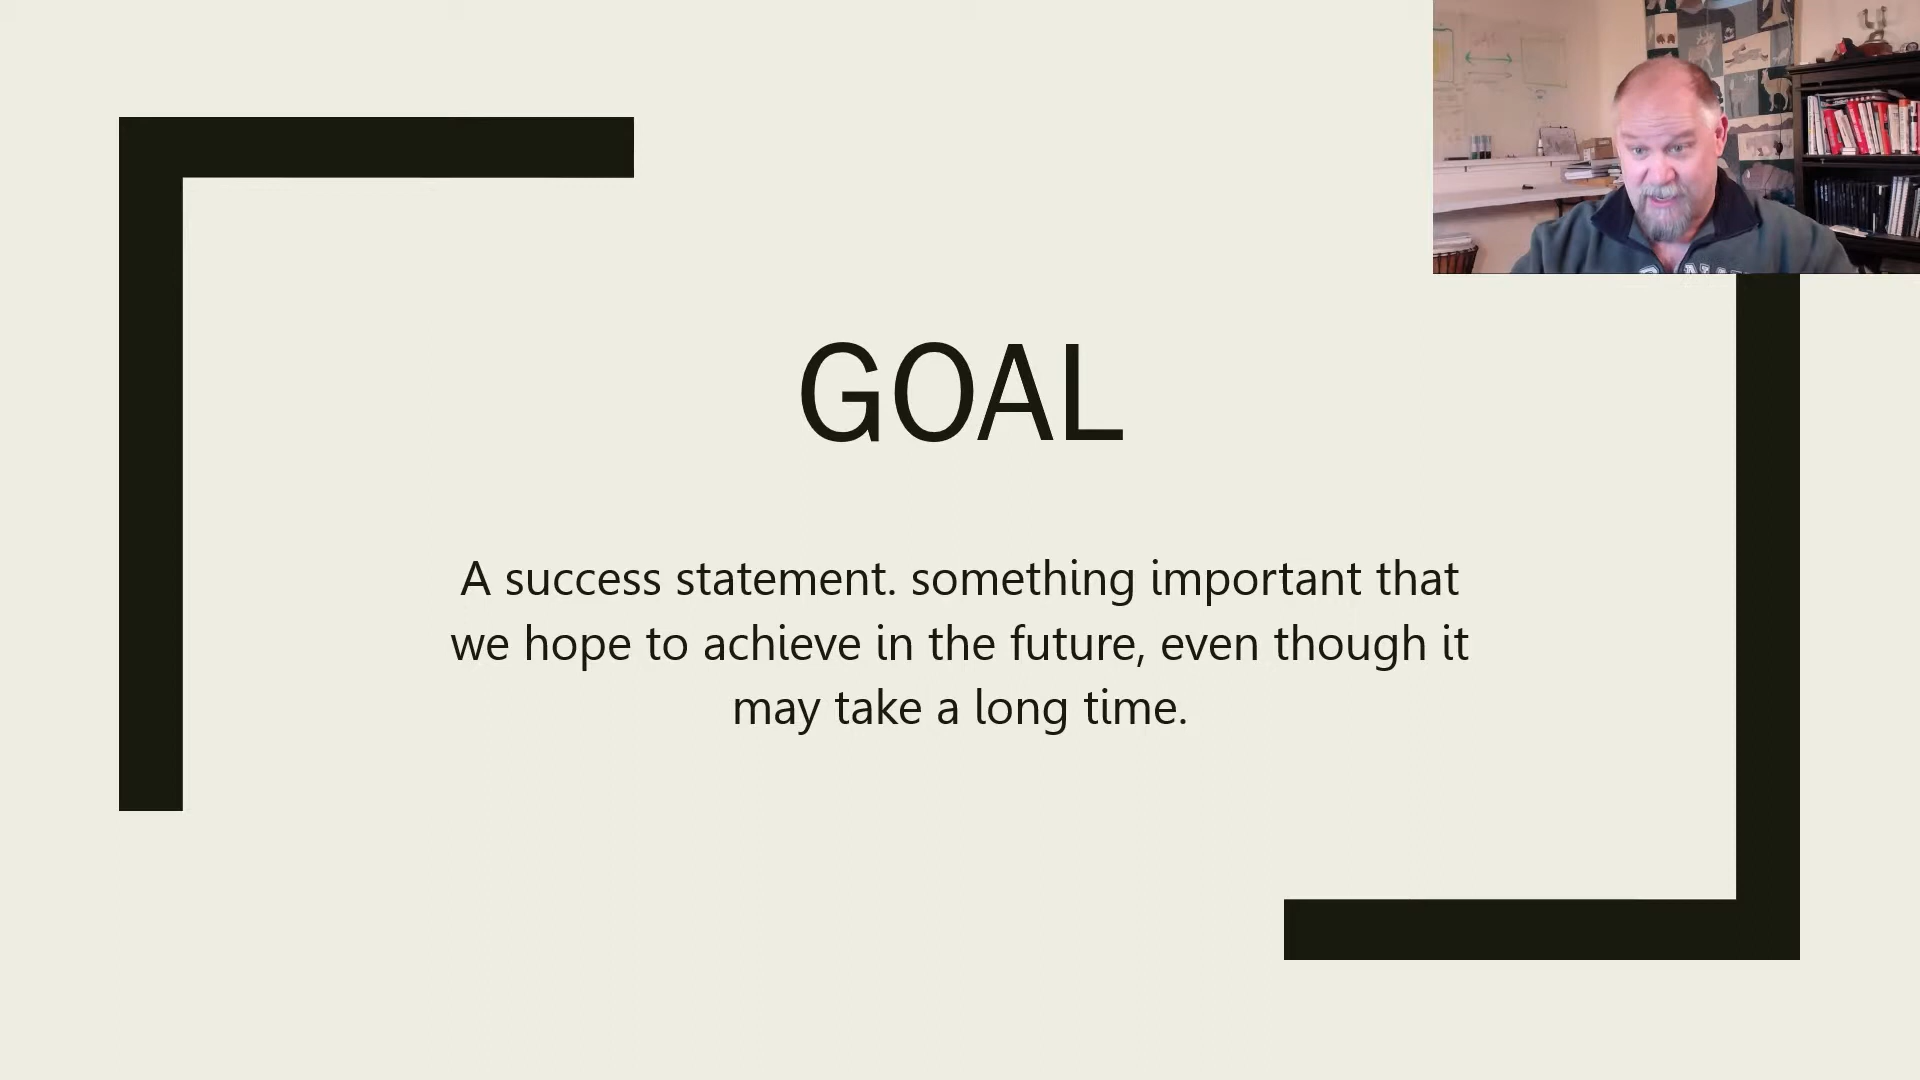 GOAL
A success statement. something important that
we hope to achieve in the future, even though it
may take a long time.